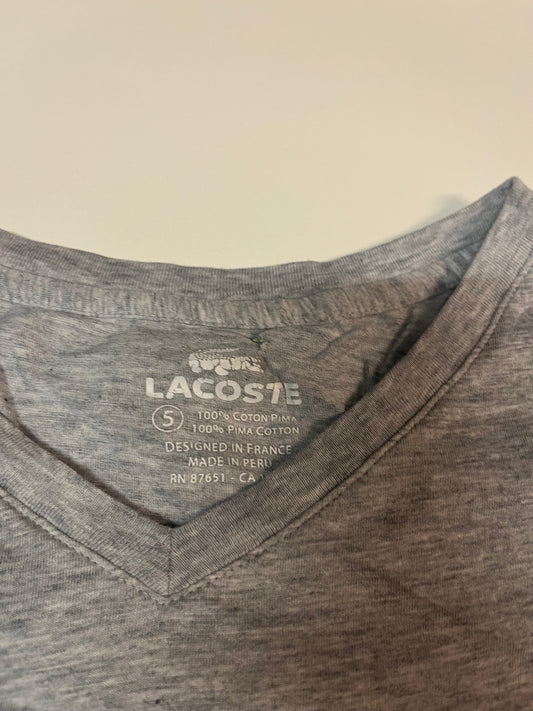 LACOSTE
5 100% COTON PIMA
100% PIMA COTTON
DESIGNED IN FRANCE
MADE IN PERU
RN 87651 - CA